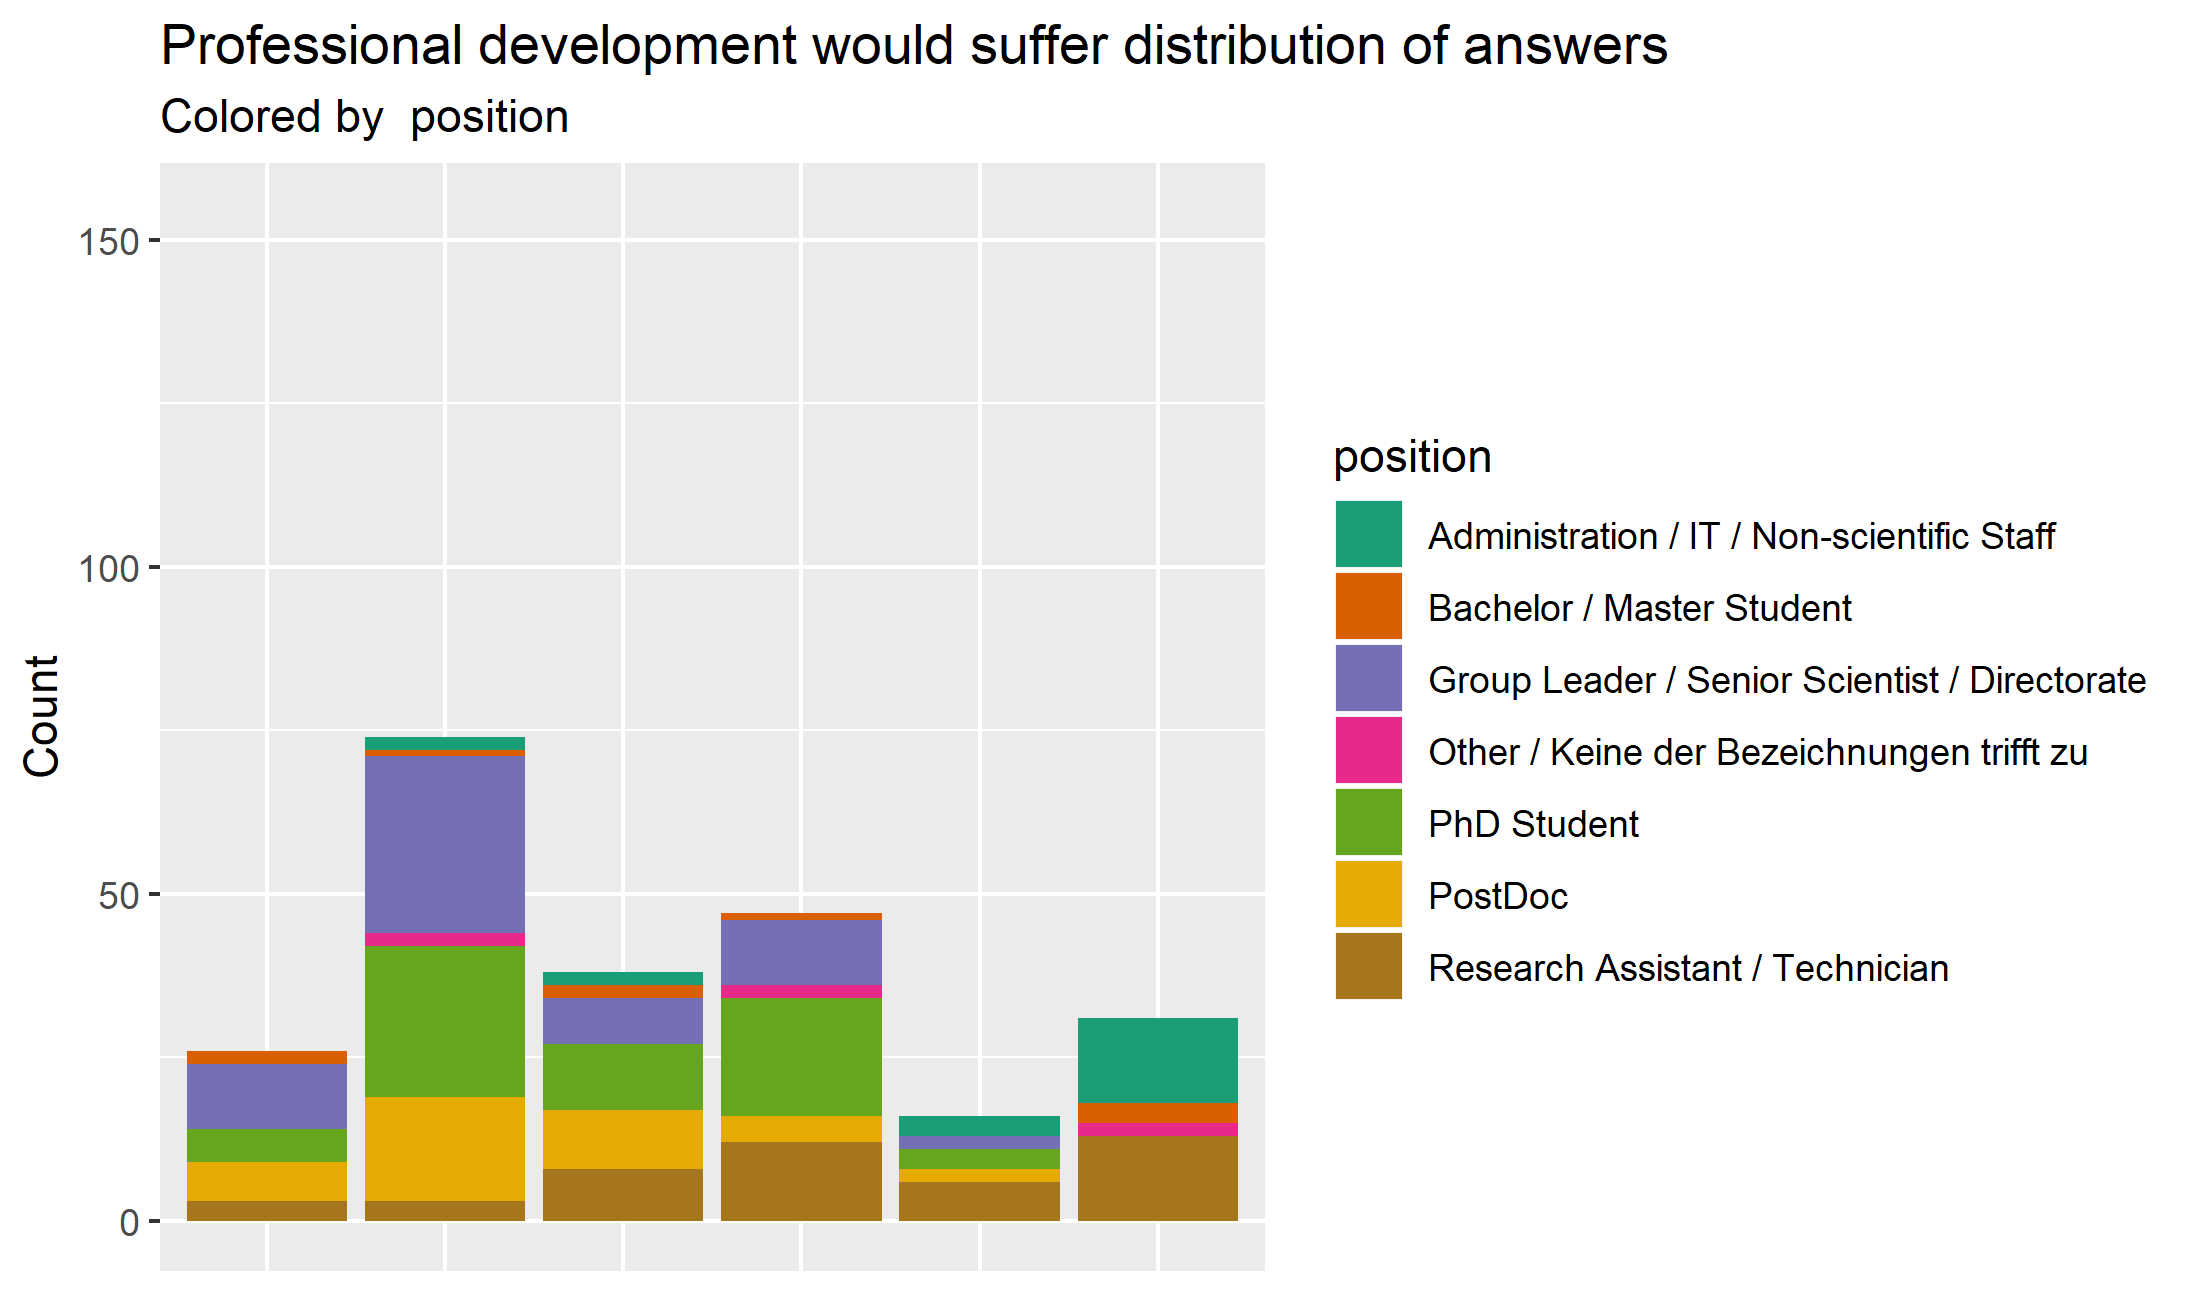 Professional development would suffer distribution of answers
Colored by  position
150
100
50
0
Count
position
Administration / IT / Non-scientific Staff
Bachelor / Master Student
Group Leader / Senior Scientist / Directorate
Other / Keine der Bezeichnungen trifft zu
PhD Student
PostDoc
Research Assistant / Technician